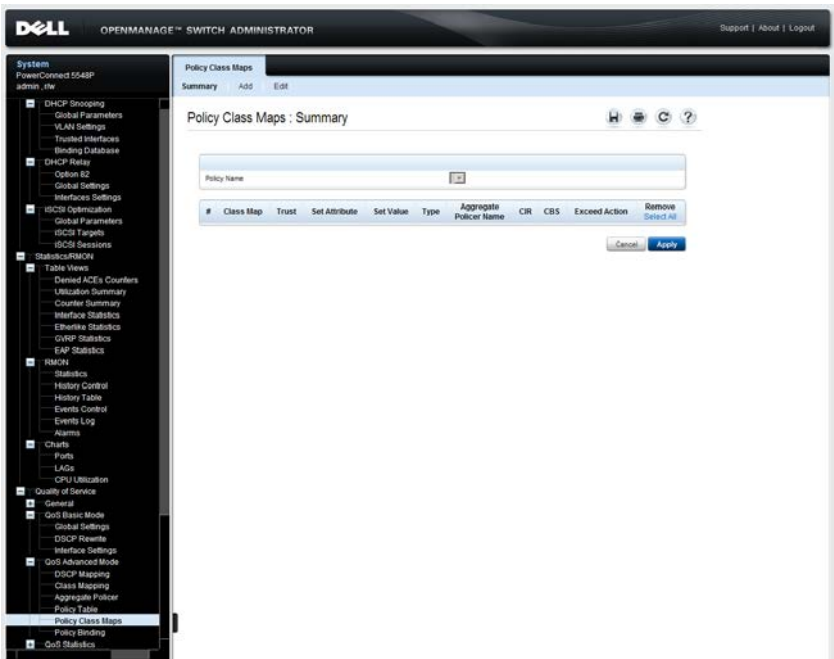 DELL
OPENMANAGE™ SWITCH ADMINISTRATOR
Support | About | Logout
System
PowerConnect 5548P
admin , r/w
DHCP Snooping
Global Parameters
VLAN Settings
Trusted Interfaces
Binding Database
DHCP Relay
Option 82
Global Settings
Interfaces Settings
iSCSI Optimization
Global Parameters
iSCSI Targets
iSCSI Sessions
Statistics/RMON
Table Views
Denied ACEs Counters
Utilization Summary
Counter Summary
Interface Statistics
Etherlike Statistics
GVRP Statistics
EAP Statistics
RMON
Statistics
History Control
History Table
Events Control
Events Log
Alarms
Charts
Ports
LAGs
CPU Utilization
Quality of Service
General
QoS Basic Mode
Global Settings
DSCP Rewrite
Interface Settings
QoS Advanced Mode
DSCP Mapping
Class Mapping
Aggregate Policer
Policy Table
Policy Class Maps
Policy Binding
QoS Statistics
Policy Class Maps
Summary Add Edit
Policy Class Maps : Summary
Policy Name
# Class Map Trust Set Attribute Set Value Type Aggregate Policer Name CIR CBS Exceed Action Remove Select All
Cancel Apply